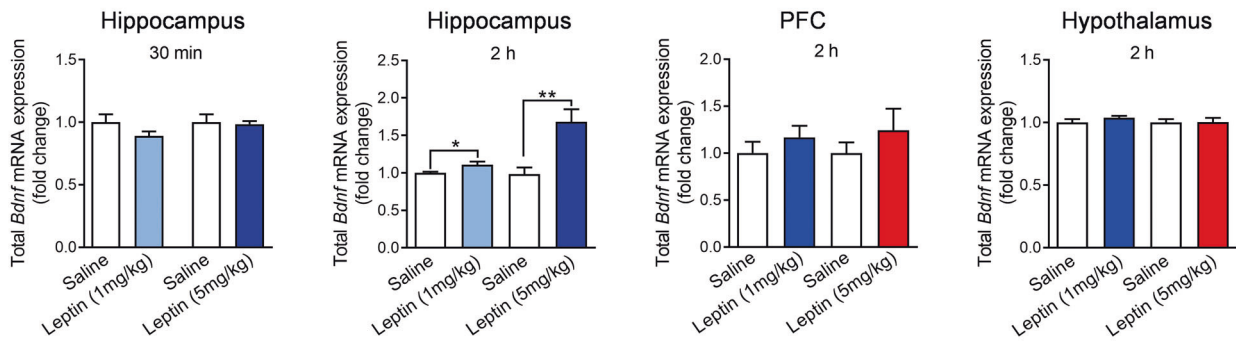 Hippocampus
30 min
Total Bdnf mRNA expression
(fold change)
1.5
1.0
0.5
0.0
Saline
Leptin (1mg/kg)
Saline
Leptin (5mg/kg)
Hippocampus
2 h
Total Bdnf mRNA expression
(fold change)
2.5
2.0
1.5
1.0
0.5
0.0
*
**
Saline
Leptin (1mg/kg)
Saline
Leptin (5mg/kg)
PFC
2 h
Total Bdnf mRNA expression
(fold change)
2.0
1.5
1.0
0.5
0.0
Saline
Leptin (1mg/kg)
Saline
Leptin (5mg/kg)
Hypothalamus
2 h
Total Bdnf mRNA expression
(fold change)
1.5
1.0
0.5
0.0
Saline
Leptin (1mg/kg)
Saline
Leptin (5mg/kg)